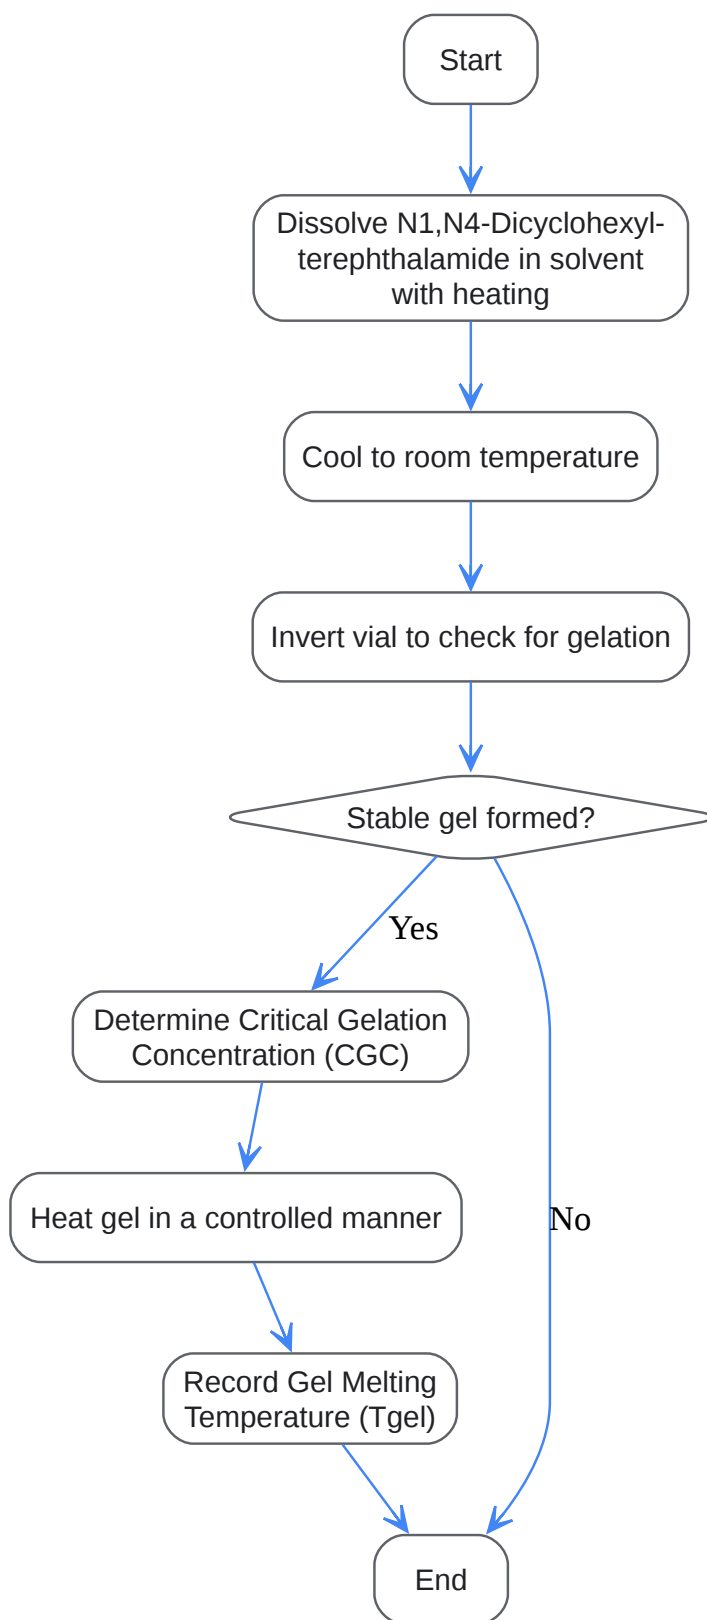 Start
Dissolve N1,N4-Dicyclohexyl-
terephthalamide in solvent
with heating
Cool to room temperature
Invert vial to check for gelation
Stable gel formed?
Yes
Determine Critical Gelation
Concentration (CGC)
Heat gel in a controlled manner
No
Record Gel Melting
Temperature (Tgel)
End